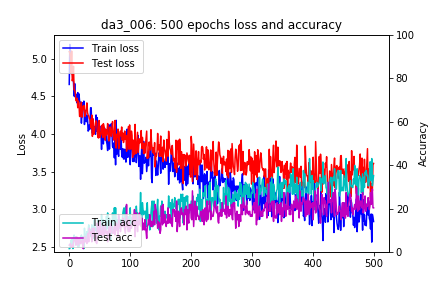 da3_006: 500 epochs loss and accuracy
Train loss
Test loss
Train acc
Test acc
Loss
5.0
4.5
4.0
3.5
3.0
2.5
Accuracy
100
80
60
40
20
0
0
100
200
300
400
500